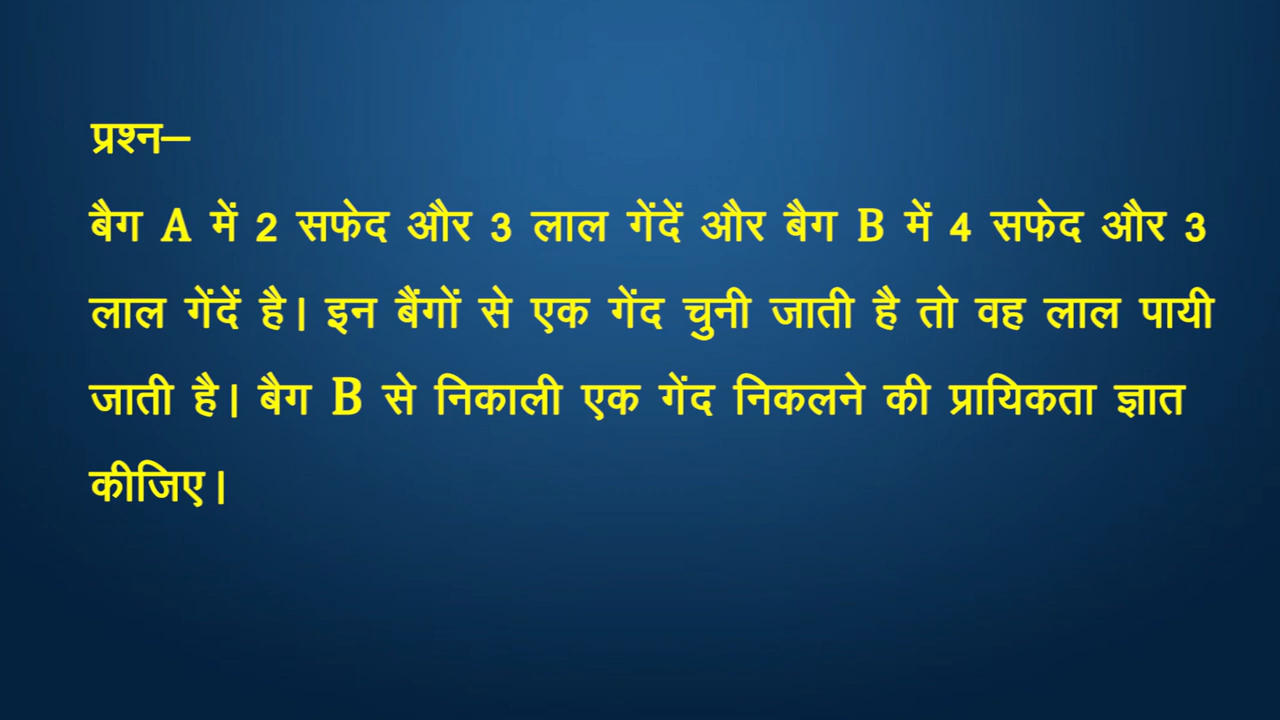 प्रश्न–
बैग A में 2 सफेद और 3 लाल गेंदें और बैग B में 4 सफेद और 3
लाल गेंदें है। इन बैंगों से एक गेंद चुनी जाती है तो वह लाल पायी
जाती है। बैग B से निकाली एक गेंद निकलने की प्रायिकता ज्ञात
कीजिए।